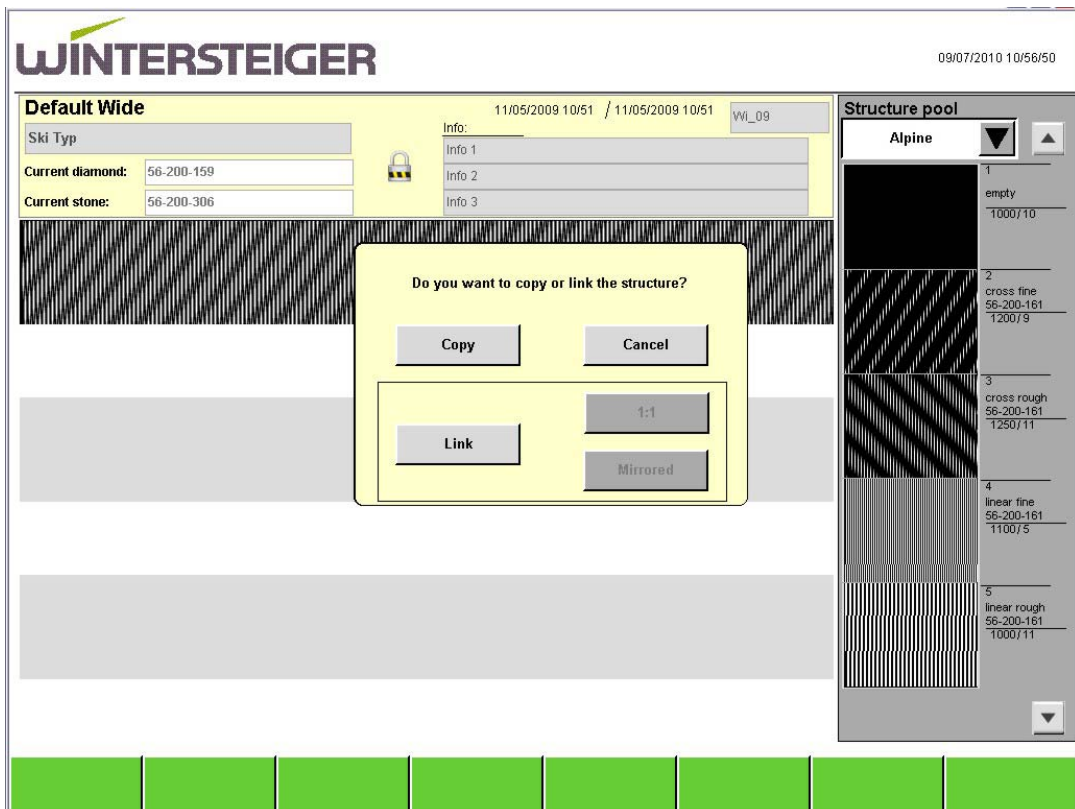 WINTERSTEIGER
09/07/2010 10/56/50
Default Wide
11/05/2009 10/51 / 11/05/2009 10/51
Wi_09
Ski Typ
Info:
Info 1
Current diamond: 56-200-159
Info 2
Current stone: 56-200-306
Info 3
Do you want to copy or link the structure?
Copy
Cancel
Link
1:1
Mirrored
Structure pool
Alpine
1
empty
1000/10
2
cross fine
56-200-161
1200/9
3
cross rough
56-200-161
1250/11
4
linear fine
56-200-161
1100/5
5
linear rough
56-200-161
1000/11